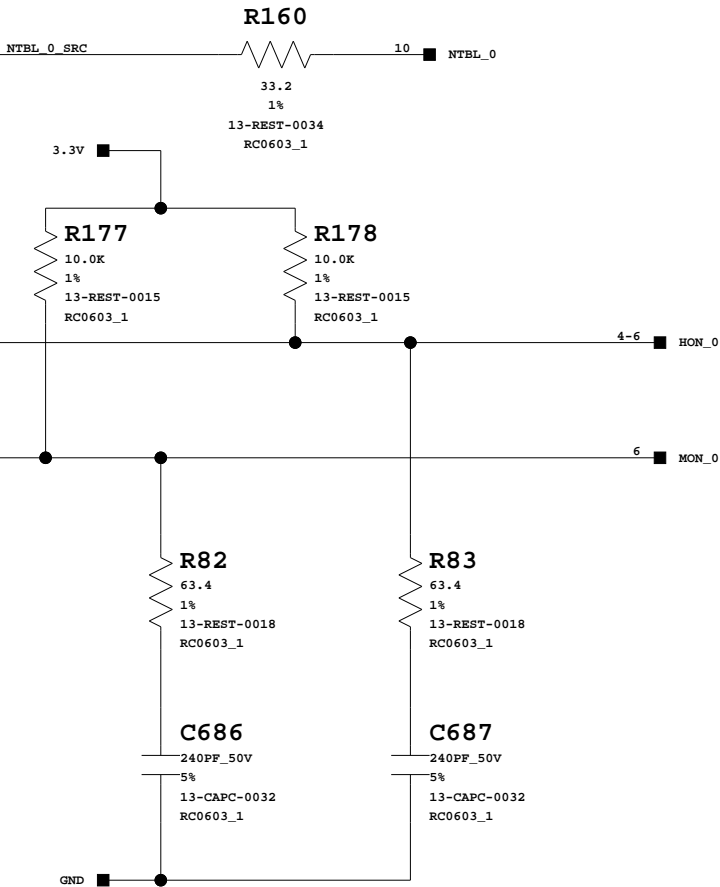 R160
NTBL_0_SRC
10
NTBL_0
33.2
1%
13-REST-0034
RC0603_1
3.3V
R177
10.0K
1%
13-REST-0015
RC0603_1
R178
10.0K
1%
13-REST-0015
RC0603_1
4-6
HON_0
6
MON_0
R82
63.4
1%
13-REST-0018
RC0603_1
R83
63.4
1%
13-REST-0018
RC0603_1
C686
240PF_50V
5%
13-CAPC-0032
RC0603_1
C687
240PF_50V
5%
13-CAPC-0032
RC0603_1
GND